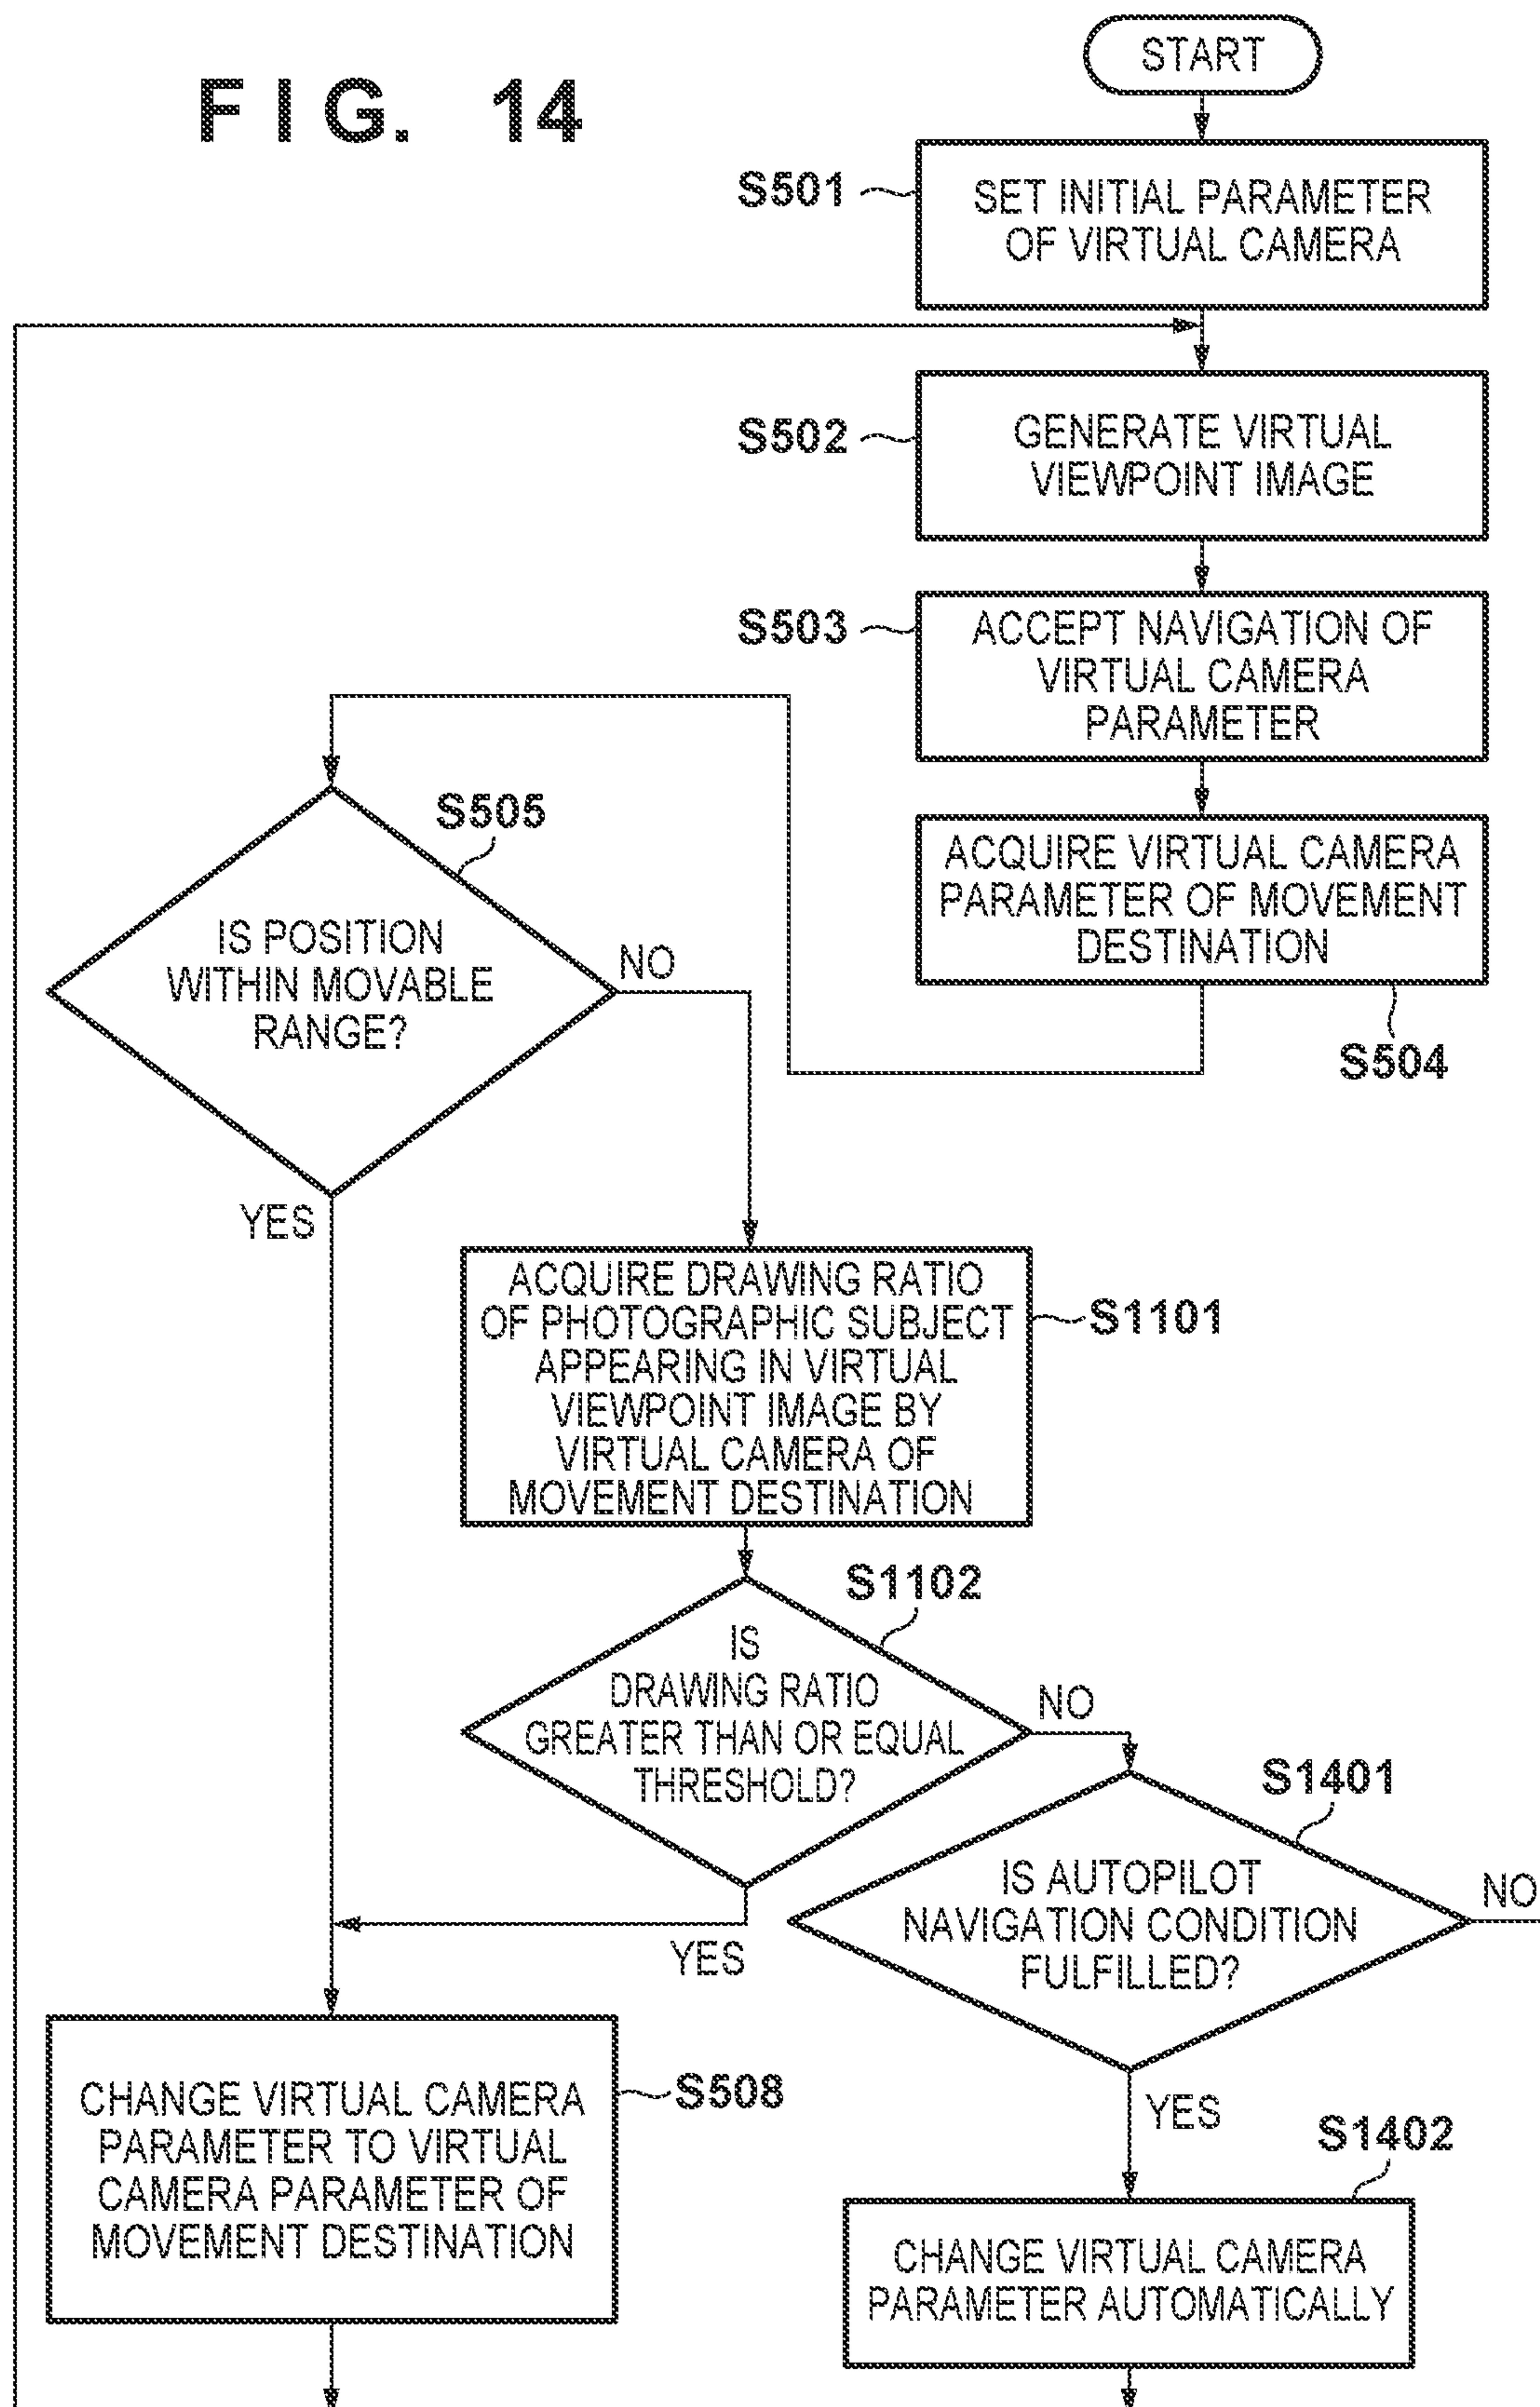 FIG. 14
START
S501
SET INITIAL PARAMETER
OF VIRTUAL CAMERA
S502
GENERATE VIRTUAL
VIEWPOINT IMAGE
S503
ACCEPT NAVIGATION OF
VIRTUAL CAMERA
PARAMETER
ACQUIRE VIRTUAL CAMERA
PARAMETER OF MOVEMENT
DESTINATION
S504
S505
IS POSITION
WITHIN MOVABLE
RANGE?
NO
YES
ACQUIRE DRAWING RATIO
OF PHOTOGRAPHIC SUBJECT
APPEARING IN VIRTUAL
VIEWPOINT IMAGE BY
VIRTUAL CAMERA OF
MOVEMENT DESTINATION
S1101
S1102
IS
DRAWING RATIO
GREATER THAN OR EQUAL
THRESHOLD?
NO
YES
S1401
IS AUTOPILOT
NAVIGATION CONDITION
FULFILLED?
NO
YES
CHANGE VIRTUAL CAMERA
PARAMETER TO VIRTUAL
CAMERA PARAMETER OF
MOVEMENT DESTINATION
S508
S1402
CHANGE VIRTUAL CAMERA
PARAMETER AUTOMATICALLY